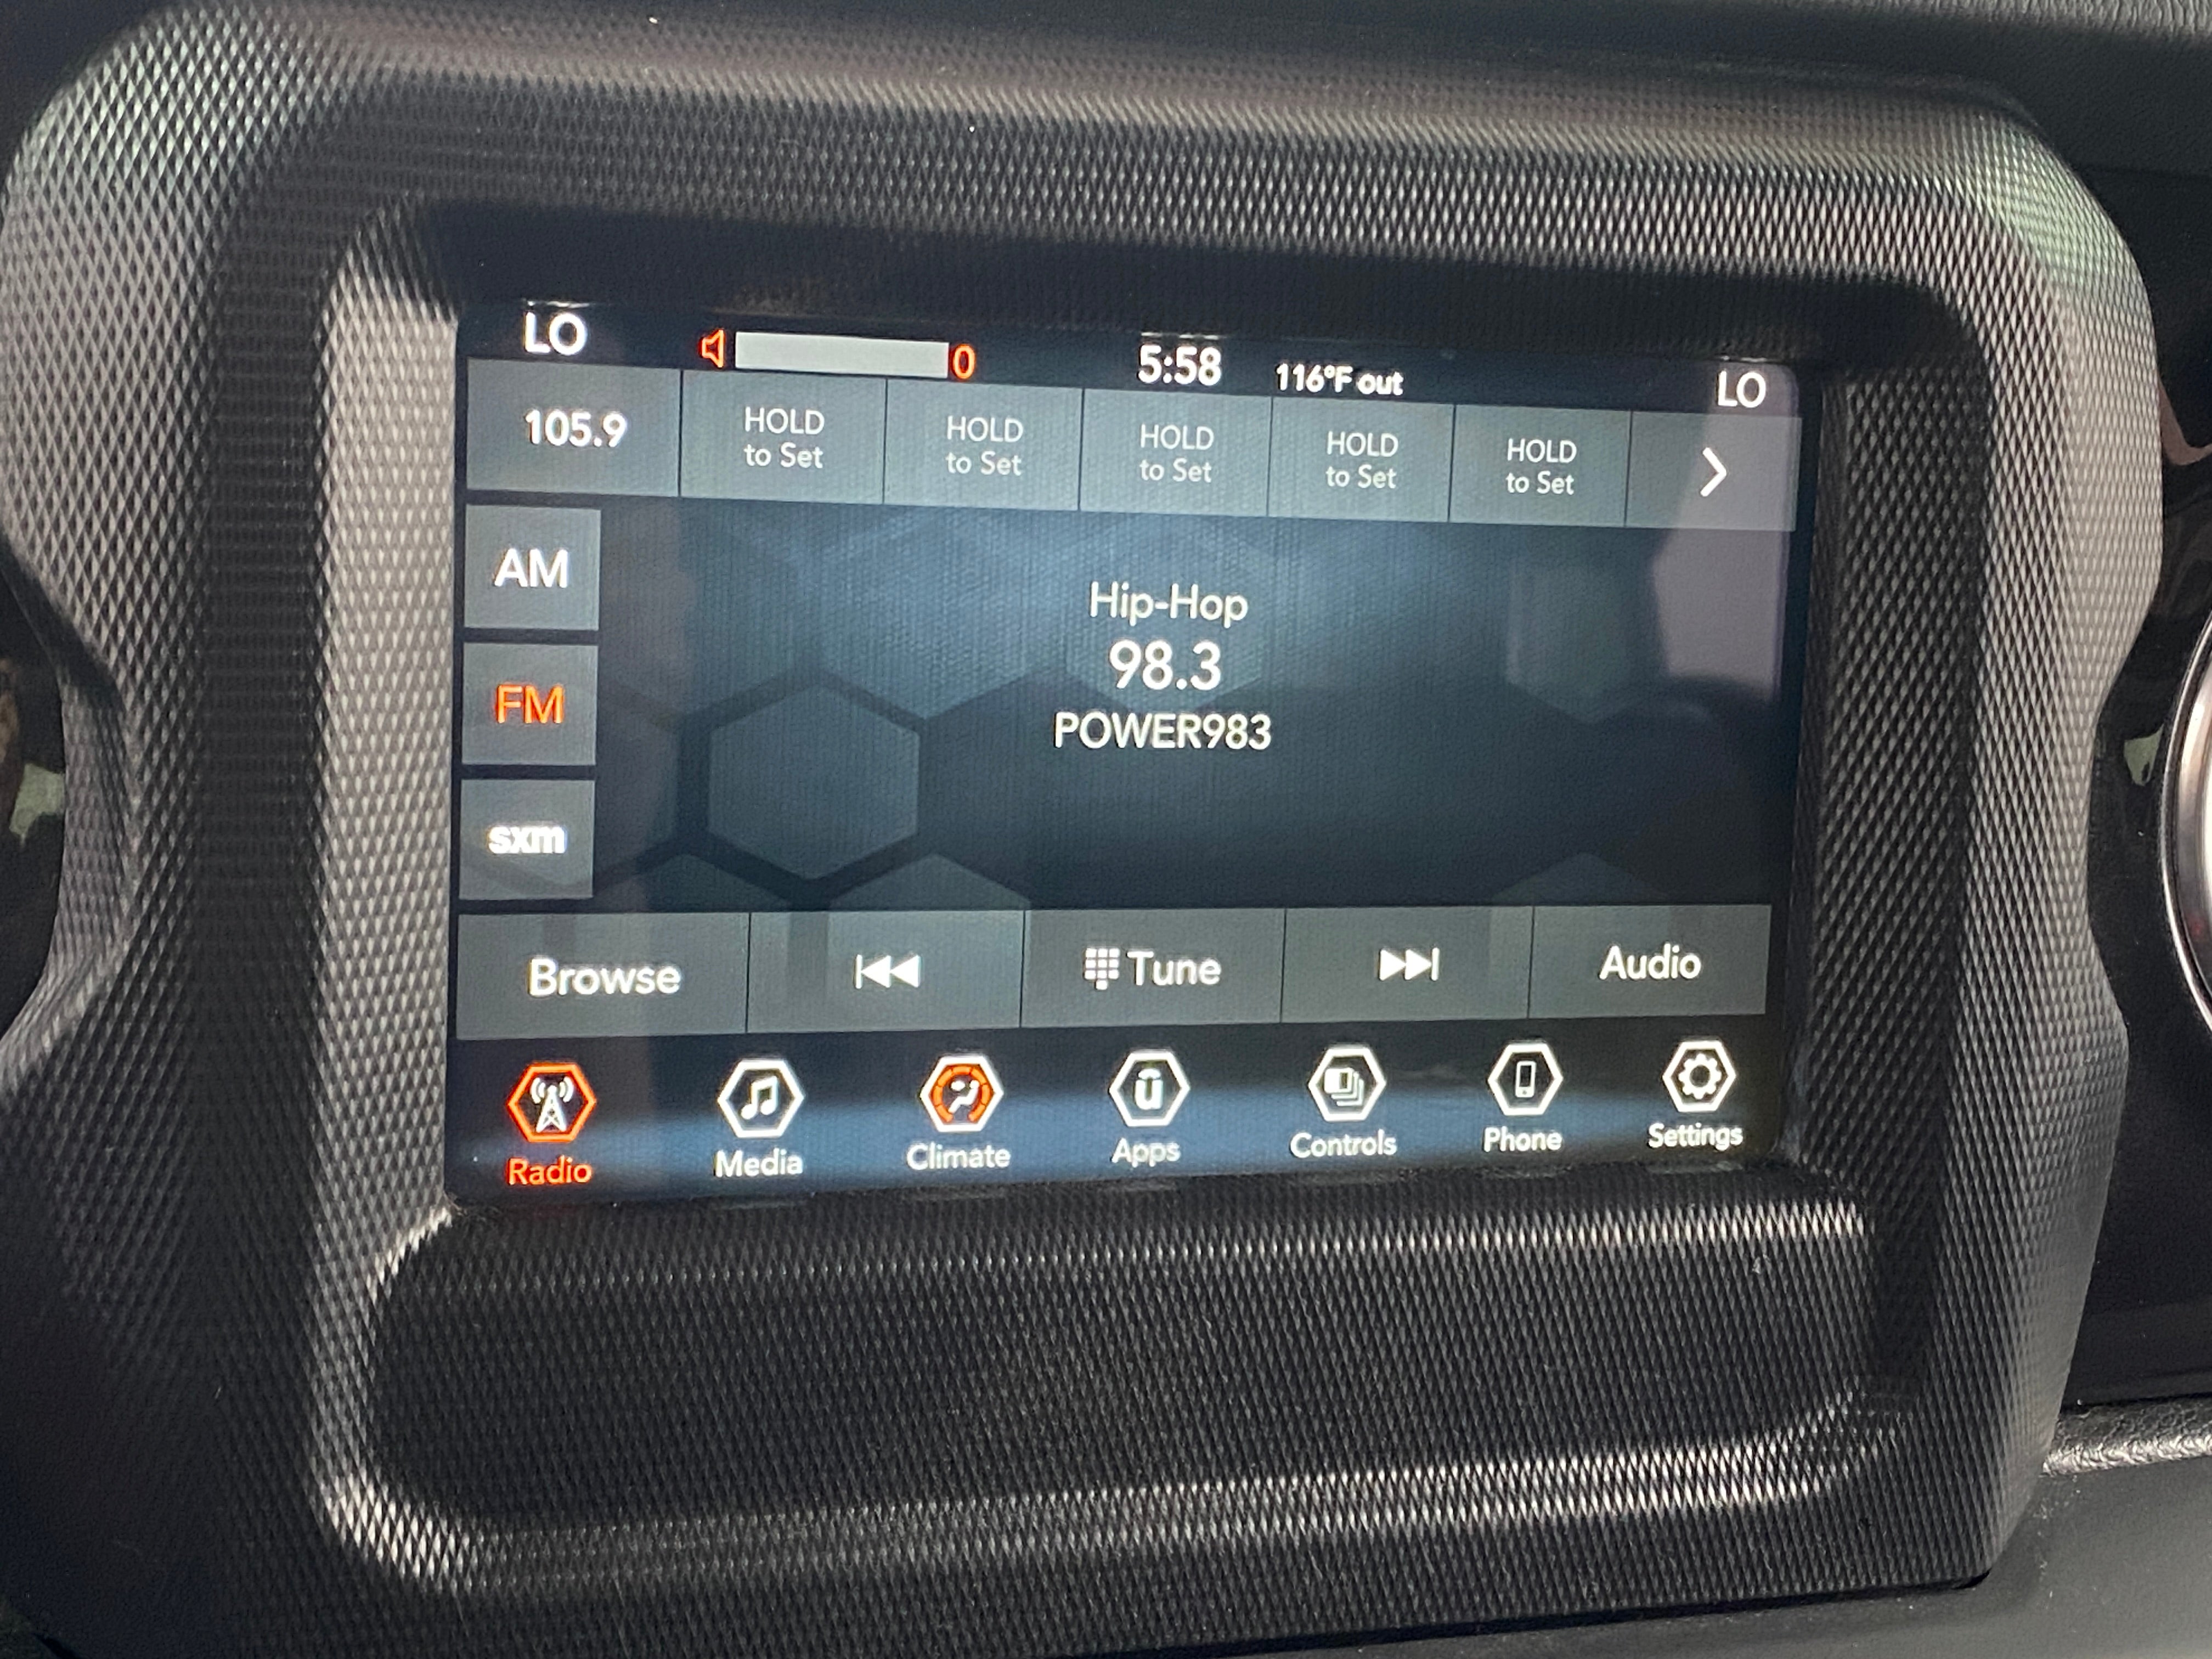 LO
0
5:58
116°F out
LO
105.9
HOLD
to Set
HOLD
to Set
HOLD
to Set
HOLD
to Set
HOLD
to Set
AM
FM
sxm
Hip-Hop
98.3
POWER983
Browse
Tune
Audio
Radio
Media
Climate
Apps
Controls
Phone
Settings